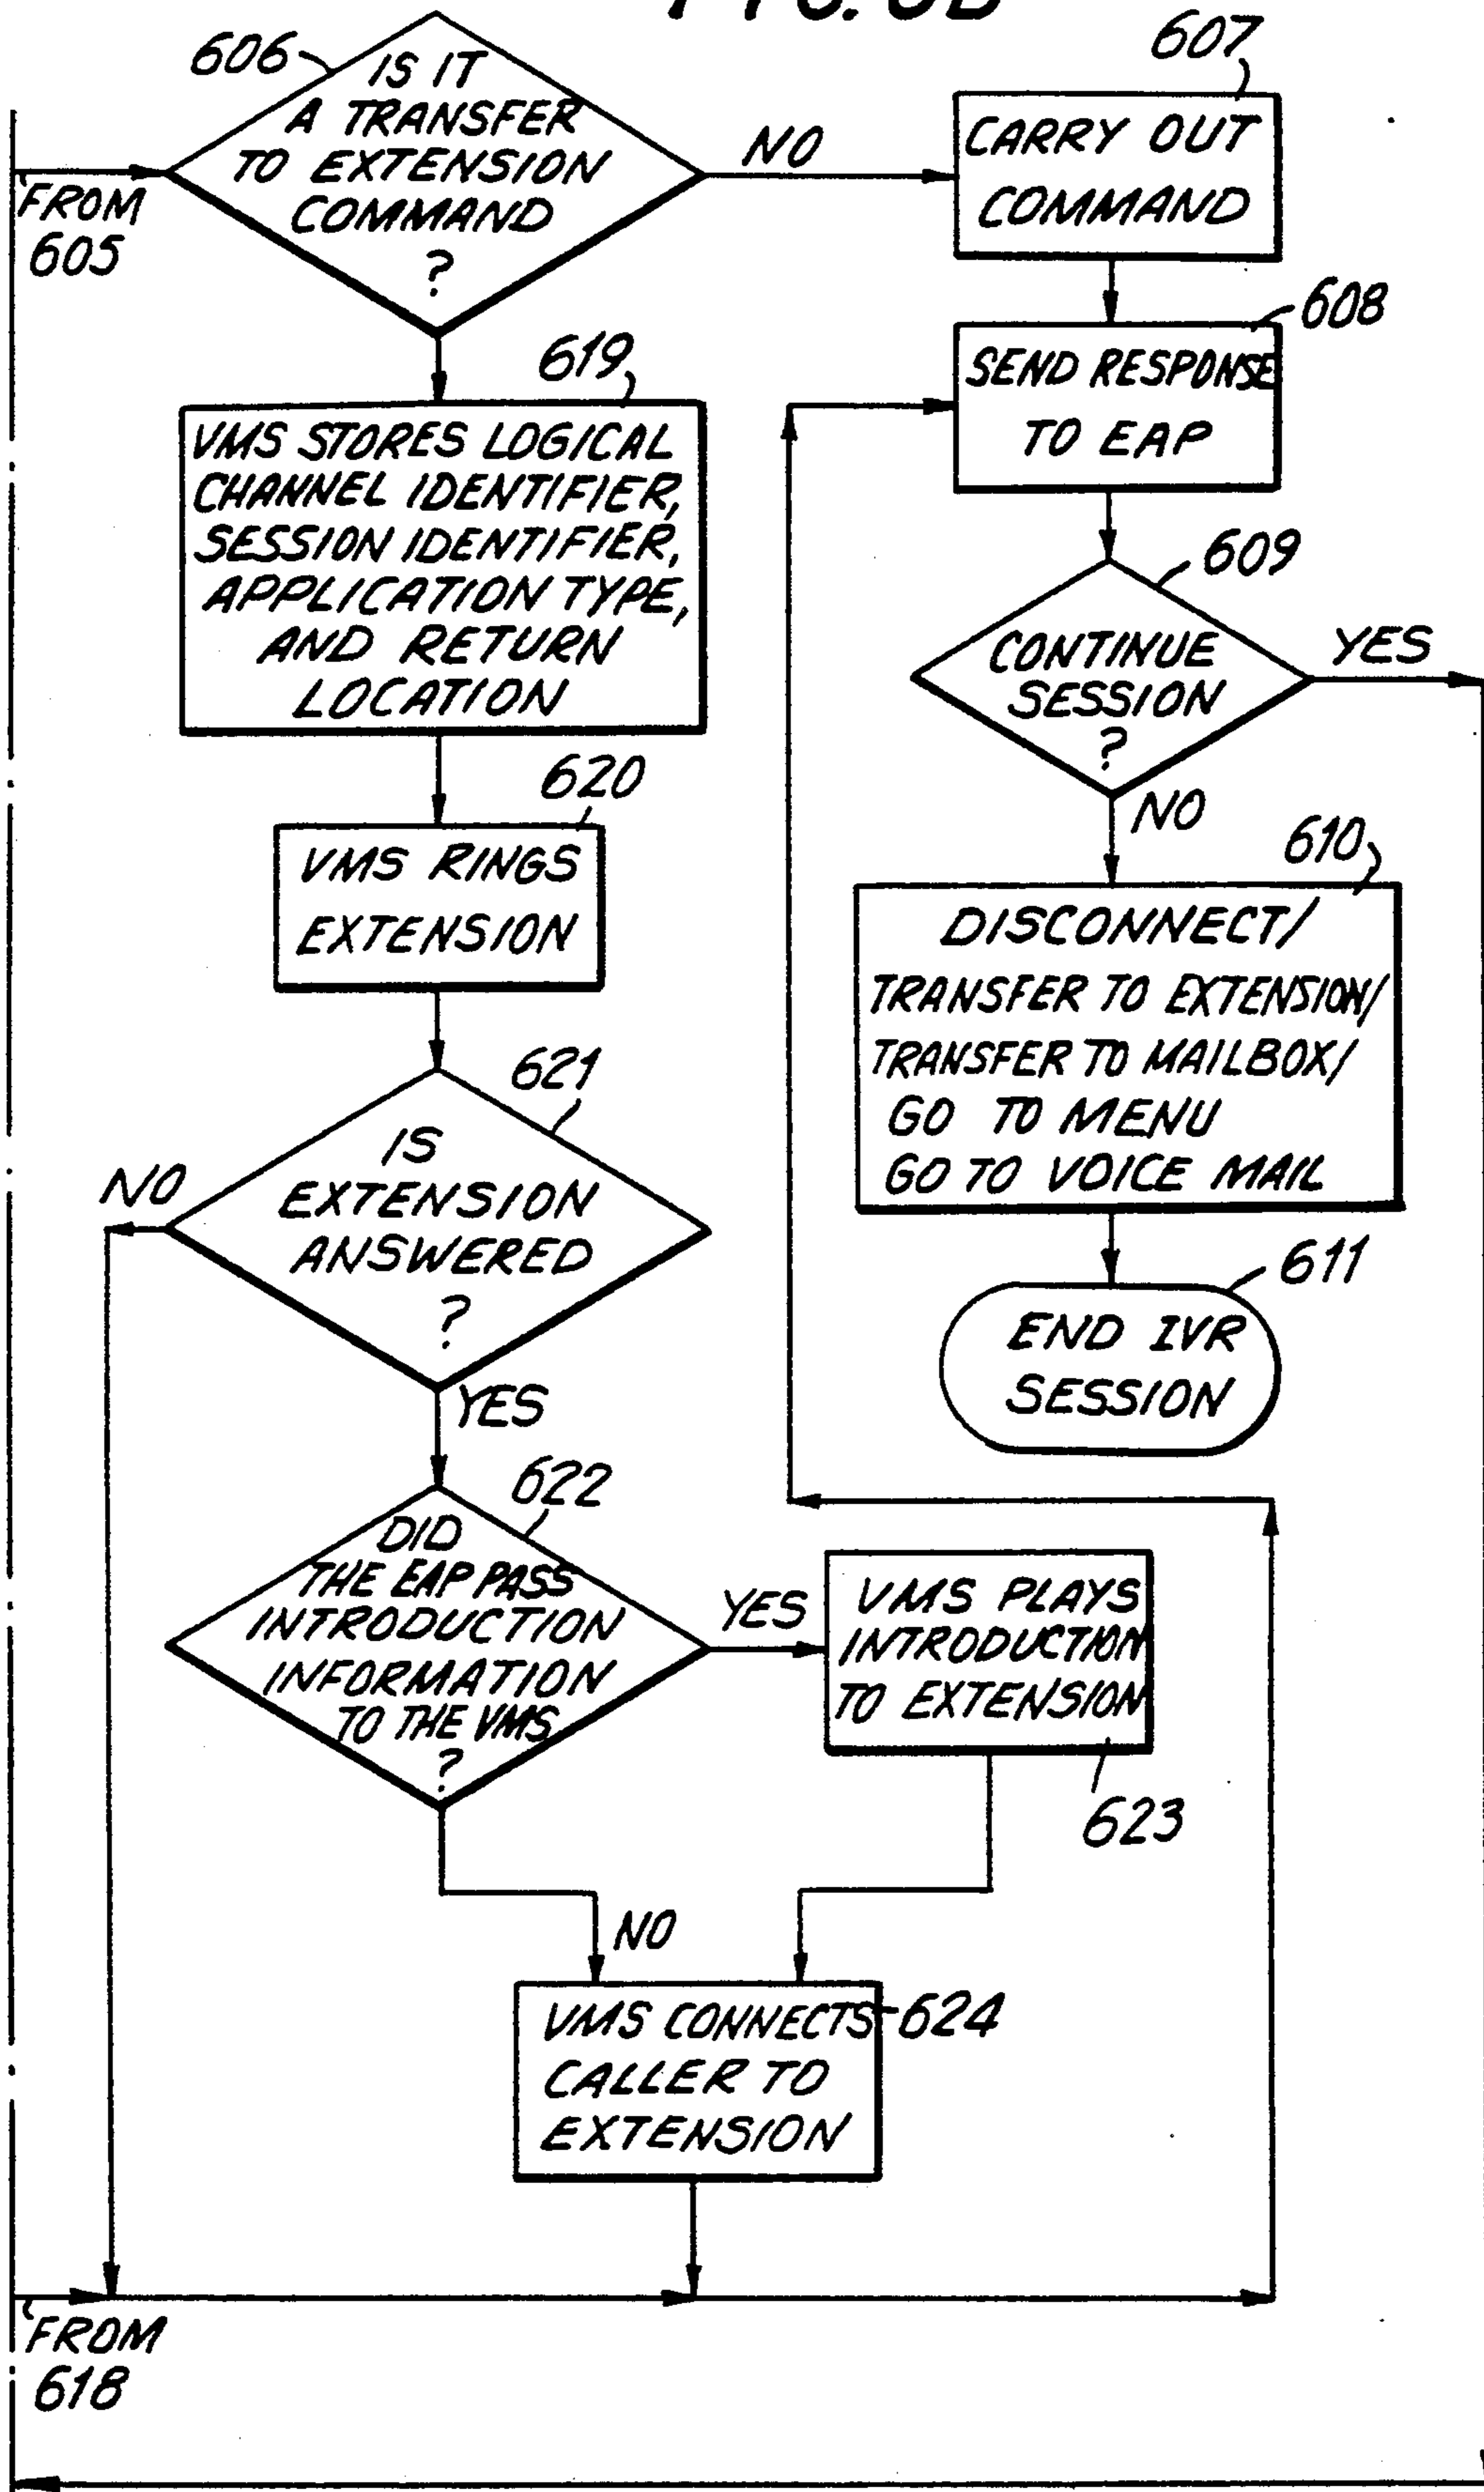 606
IS IT
A TRANSFER
TO EXTENSION
COMMAND
?
FROM
605
NO
607
CARRY OUT
COMMAND
608
SEND RESPONSE
TO EAP
619
VMS STORES LOGICAL
CHANNEL IDENTIFIER,
SESSION IDENTIFIER,
APPLICATION TYPE,
AND RETURN
LOCATION
609
CONTINUE
SESSION
?
YES
NO
620
VMS RINGS
EXTENSION
610
DISCONNECT/
TRANSFER TO EXTENSION/
TRANSFER TO MAILBOX/
GO TO MENU
GO TO VOICE MAIL
621
IS
EXTENSION
ANSWERED
?
NO
YES
611
END IVR
SESSION
622
DID
THE EAP PASS
INTRODUCTION
INFORMATION
TO THE VMS
?
YES
VMS PLAYS
INTRODUCTION
TO EXTENSION
623
NO
VMS CONNECTS
CALLER TO
EXTENSION
624
FROM
618